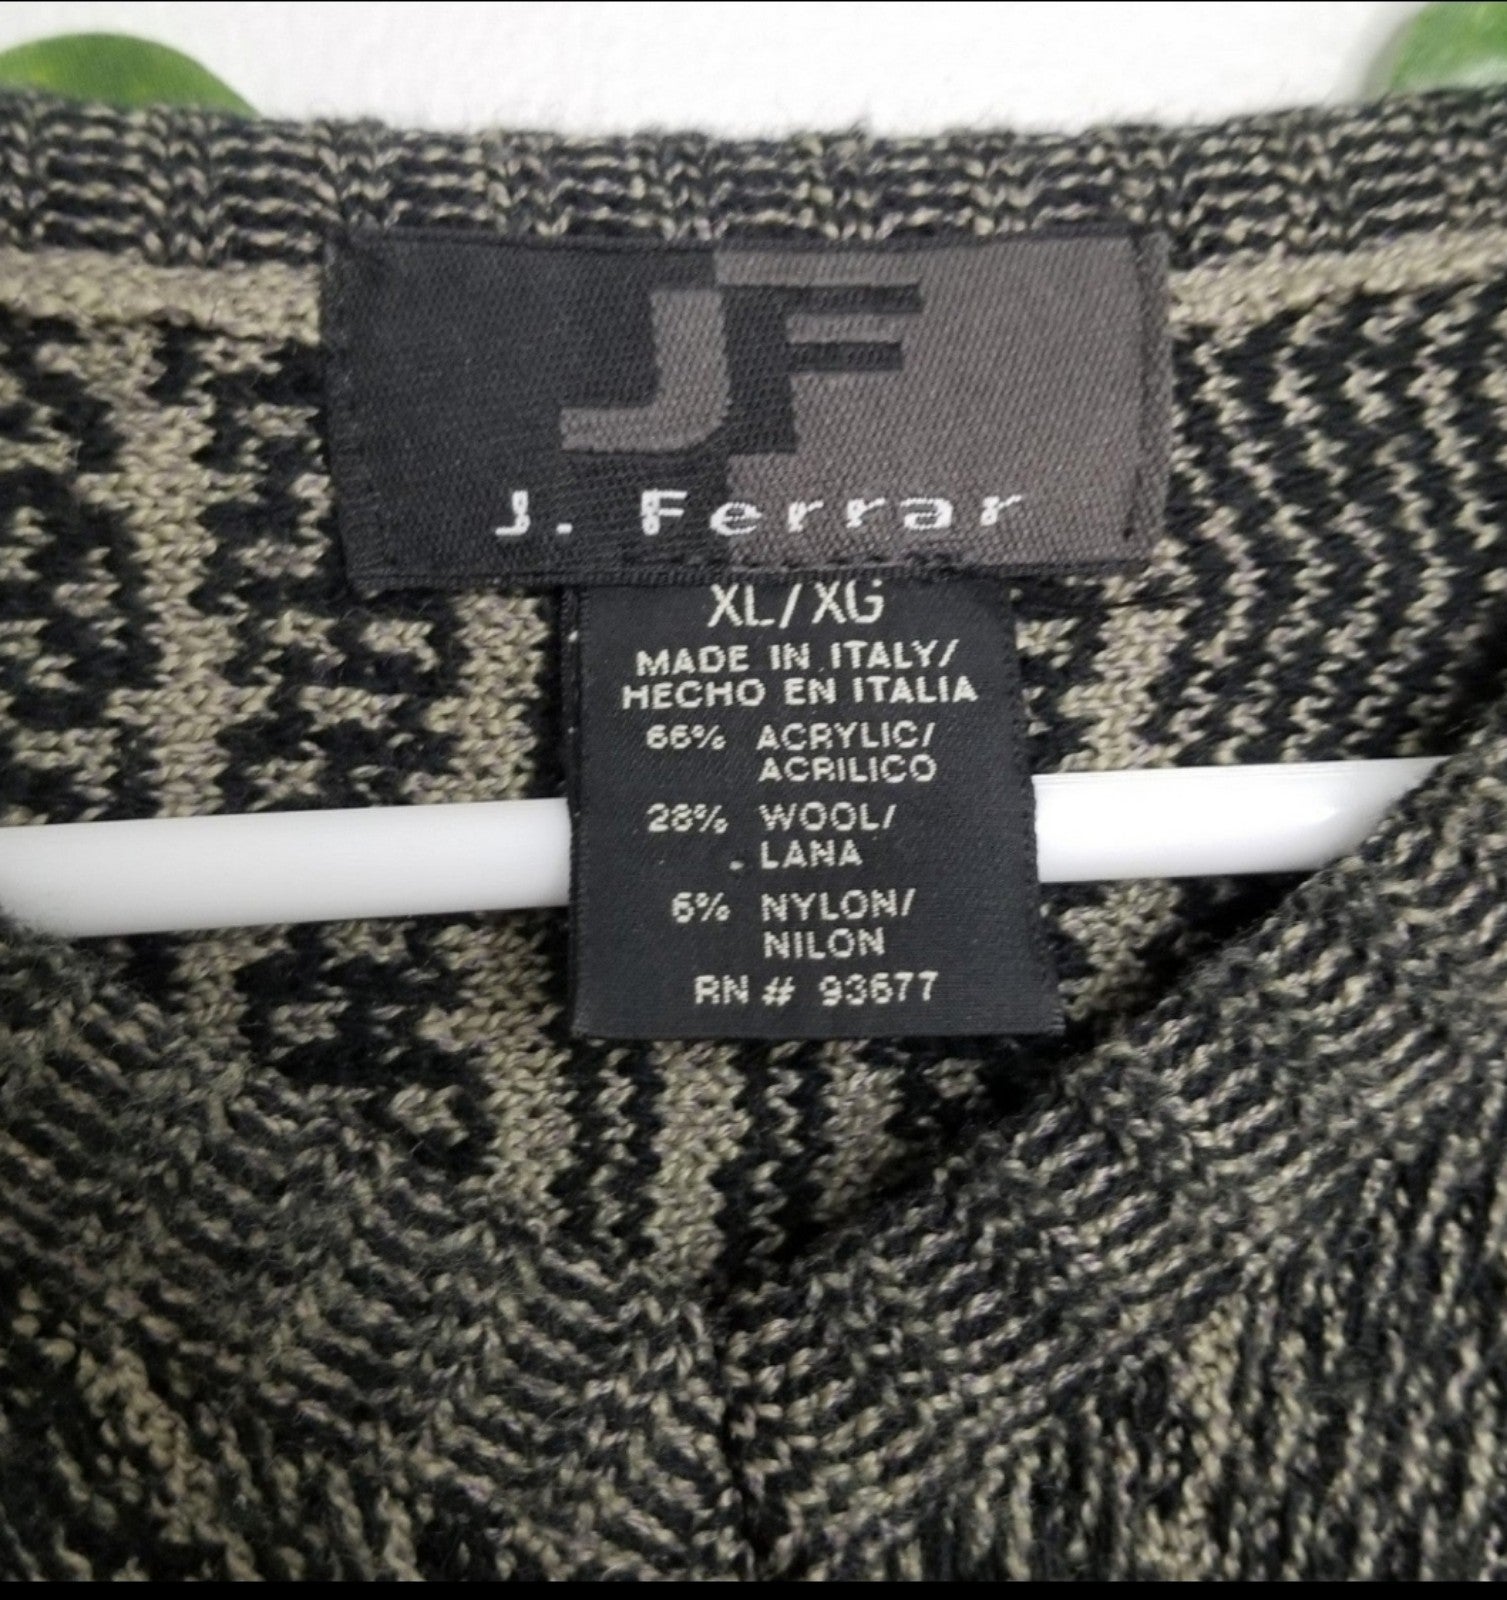 JF
J. Ferrar
XL/XG
MADE IN ITALY/
HECHO EN ITALIA
66% ACRYLIC/
ACRILICO
28% WOOL/
LANA
6% NYLON/
NILON
RN # 93677